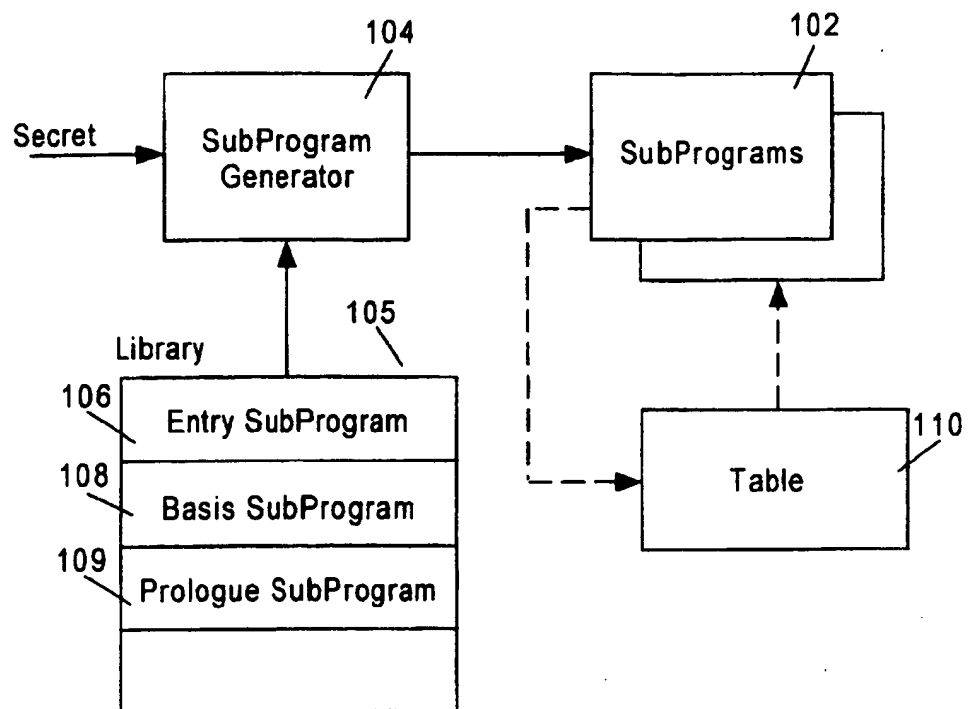 104
102
Secret
SubProgram
Generator
SubPrograms
105
Library
106
Entry SubProgram
110
108
Basis SubProgram
Table
109
Prologue SubProgram